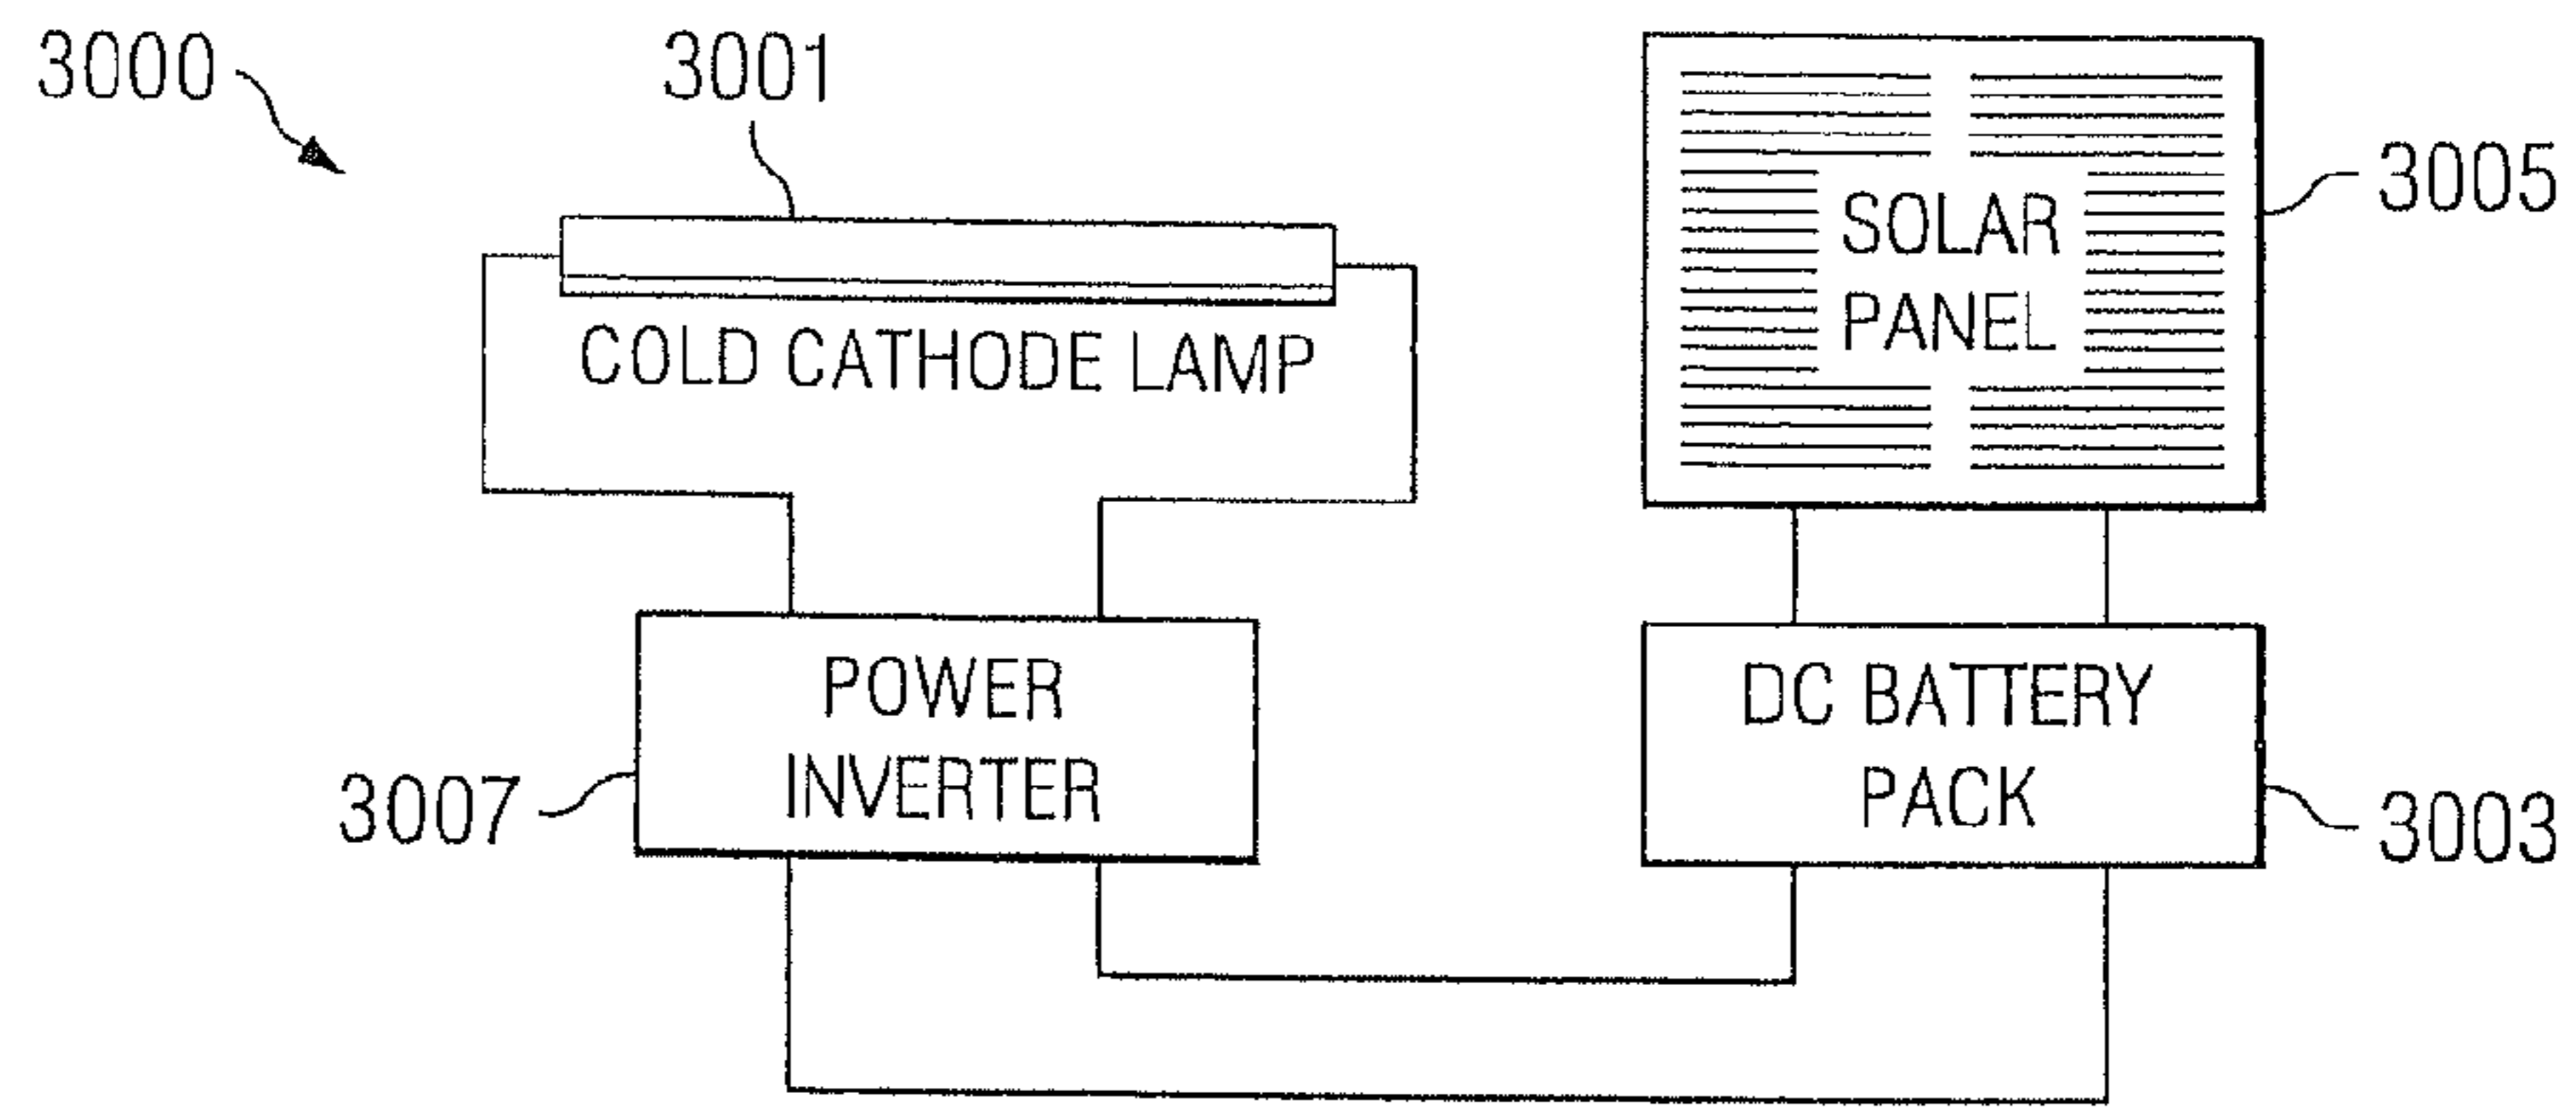 3000
3001
COLD CATHODE LAMP
SOLAR
PANEL
3005
POWER
INVERTER
3007
DC BATTERY
PACK
3003